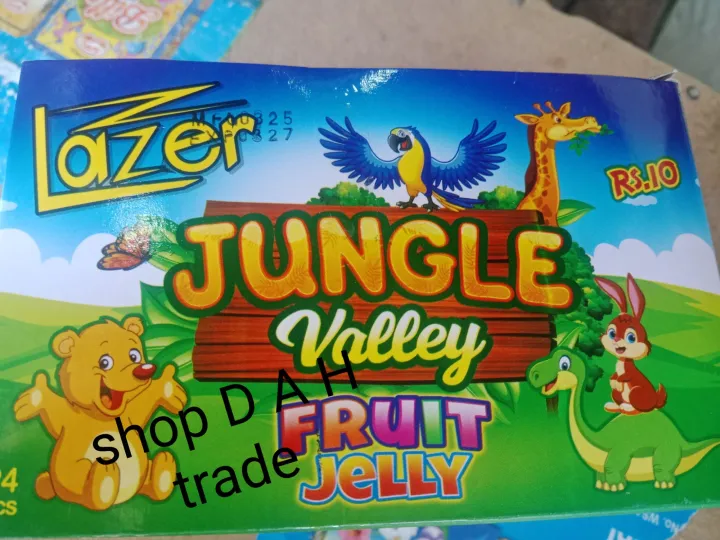 Lazer
Rs.10
JUNGLE
Valley
FRUIT
JELLY
shop D A H
trade